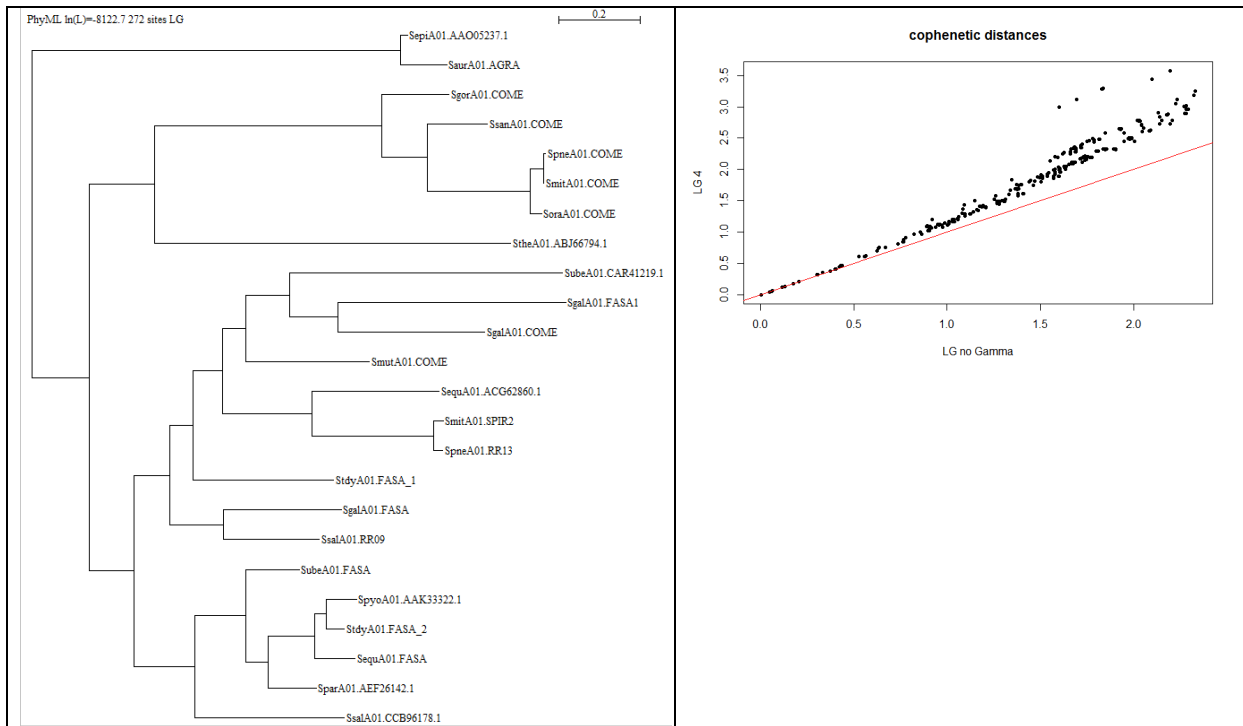 PhyML ln(L)=-8122.7 272 sites LG
0.2
SepiA01.AAO05237.1
SaurA01.AGRA
SgorA01.COME
SsanA01.COME
SpneA01.COME
SmitA01.COME
SoraA01.COME
StheA01.ABJ66794.1
SubeA01.CAR41219.1
SgalA01.FASA1
SgalA01.COME
SmutA01.COME
SequA01.ACG62860.1
SmitA01.SPIR2
SpneA01.RR13
StdyA01.FASA_1
SgalA01.FASA
SsalA01.RR09
SubeA01.FASA
SpyoA01.AAK33322.1
StdyA01.FASA_2
SequA01.FASA
SparA01.AEF26142.1
SsalA01.CCB96178.1
cophenetic distances
LG 4
3.5
3.0
2.5
2.0
1.5
1.0
0.5
0.0
0.0 0.5 1.0 1.5 2.0
LG no Gamma